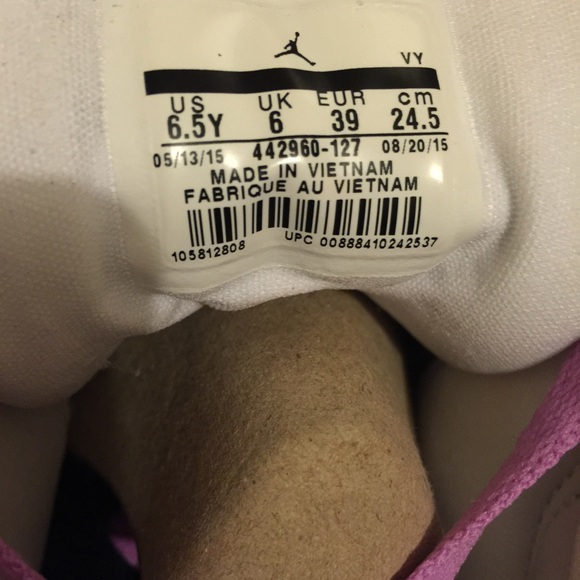 VY
US UK EUR cm
6.5Y 6 39 24.5
05/13/15 442960-127 08/20/15
MADE IN VIETNAM
FABRIQUE AU VIETNAM
105812808 UPC 00888410242537